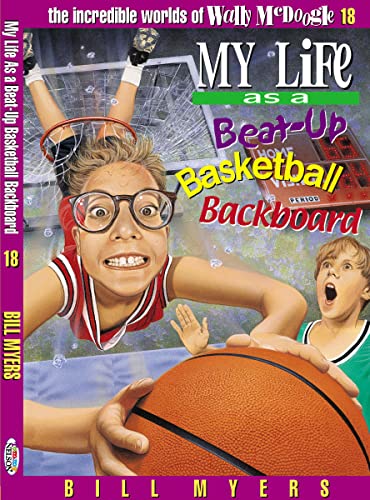 My Life As a Beat-Up Basketball Backboard
18
BILL MYERS
NELSON
the incredible worlds of Wally McDoogle 18
MY LiFe
as a
Beat-Up
Basketball
Backboard
HOME
PERIOD
BILL MYERS